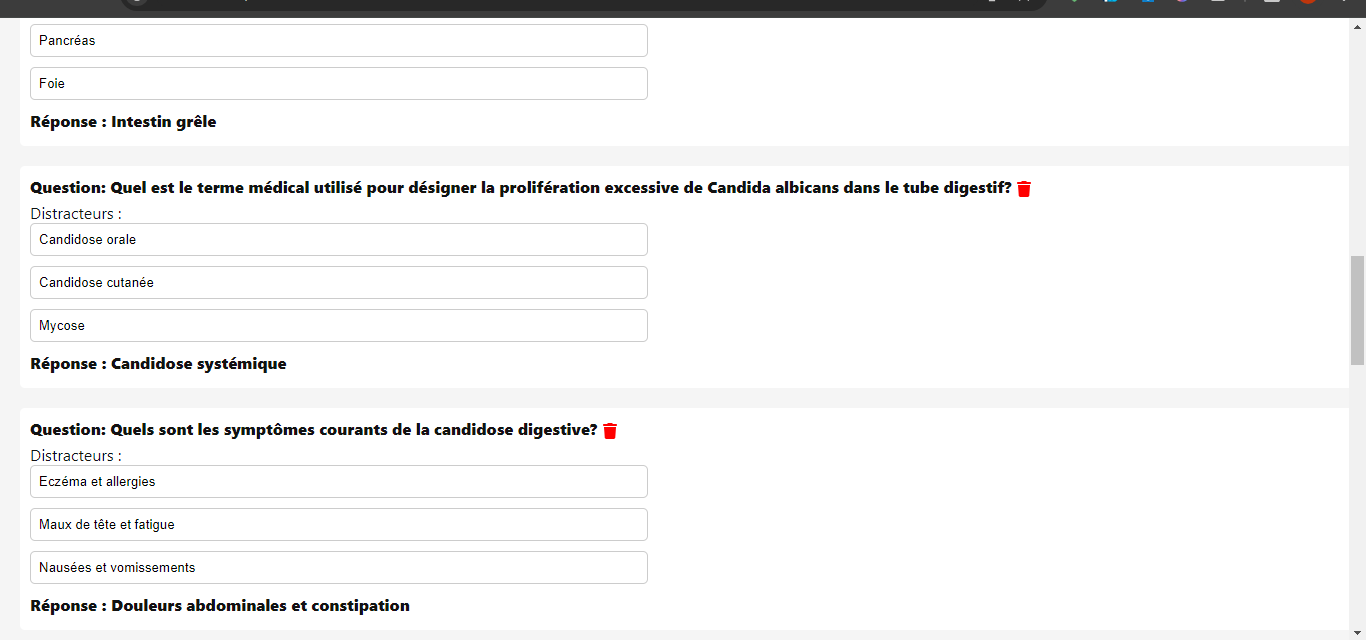 Pancréas
Foie
Réponse : Intestin grêle
Question: Quel est le terme médical utilisé pour désigner la prolifération excessive de Candida albicans dans le tube digestif?
Distracteurs :
Candidose orale
Candidose cutanée
Mycose
Réponse : Candidose systémique
Question: Quels sont les symptômes courants de la candidose digestive?
Distracteurs :
Eczéma et allergies
Maux de tête et fatigue
Nausées et vomissements
Réponse : Douleurs abdominales et constipation